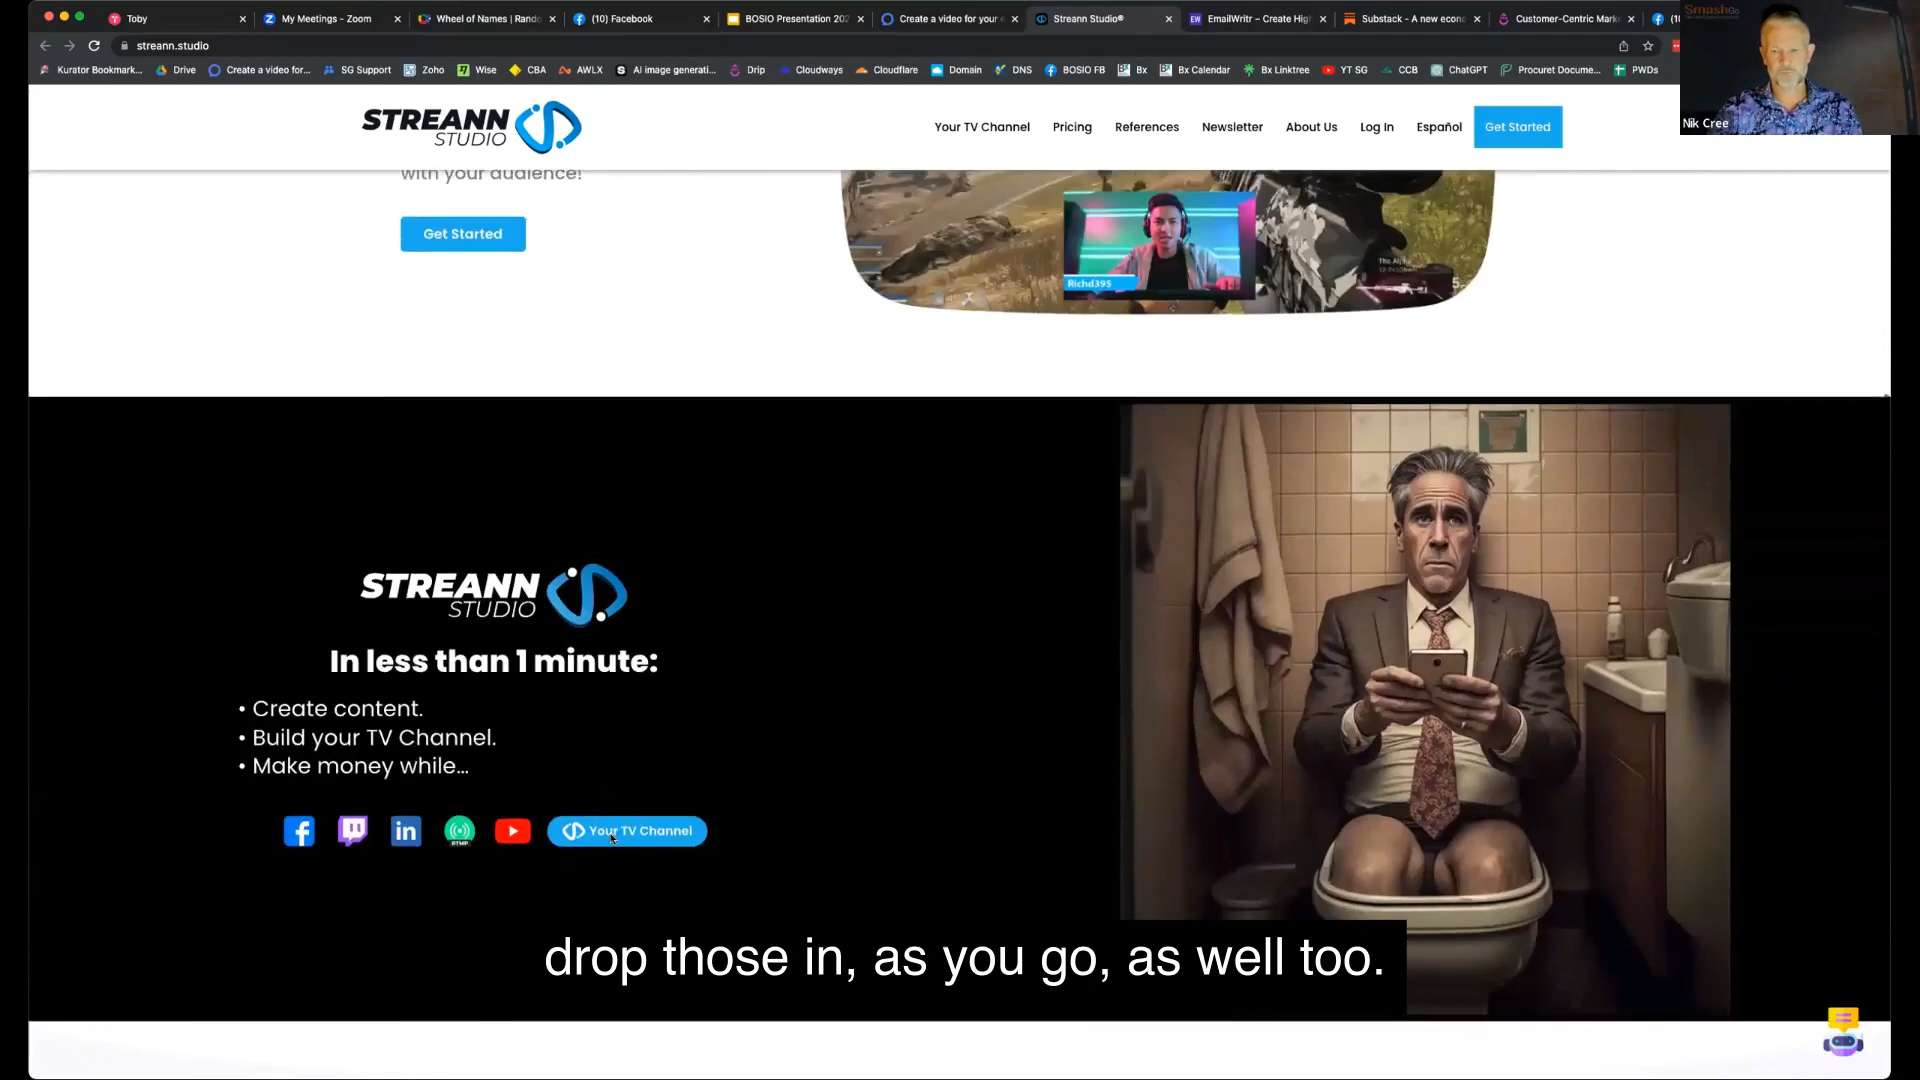 Toby
My Meetings - Zoom
Wheel of Names | Rando
(10) Facebook
BOSIO Presentation 202
Create a video for your e
Streann Studio®
EmailWritr – Create High
Substack - A new econo
Customer-Centric Mark
streann.studio
Kurator Bookmark...
Drive
Create a video for...
SG Support
Zoho
Wise
CBA
AWLX
AI image generati...
Drip
Cloudways
Cloudflare
Domain
DNS
BOSIO FB
Bx
Bx Calendar
Bx Linktree
YT SG
CCB
ChatGPT
Procuret Docume...
PWDs
SmashGo
Nik Cree
STREANN
STUDIO
Your TV Channel
Pricing
References
Newsletter
About Us
Log In
Español
Get Started
with your audience!
Get Started
Richd395
STREANN
STUDIO
In less than 1 minute:
• Create content.
• Build your TV Channel.
• Make money while...
RTMP
Your TV Channel
drop those in, as you go, as well too.